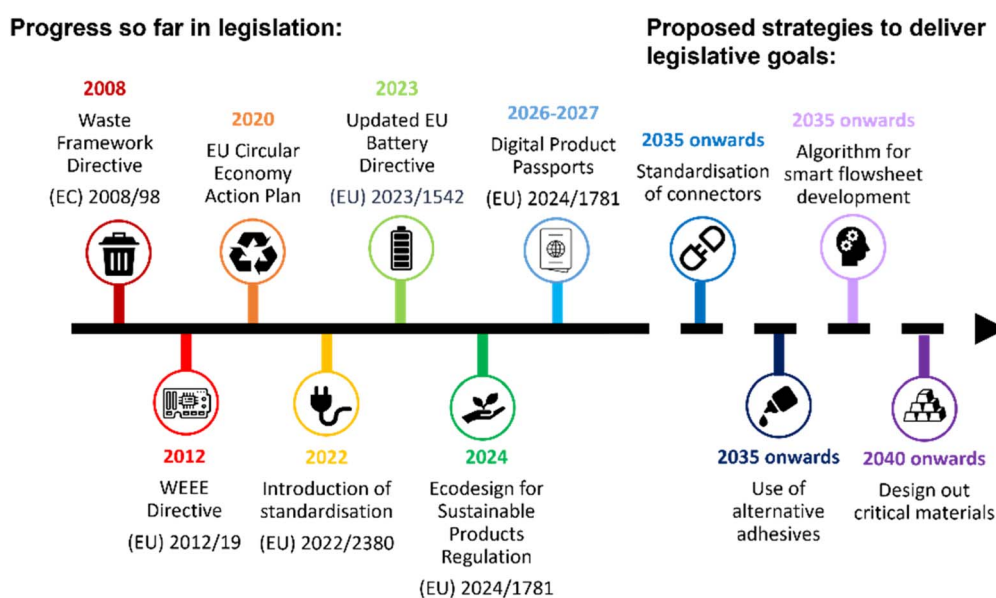 Progress so far in legislation:
Proposed strategies to deliver
legislative goals:
2008
Waste
Framework
Directive
(EC) 2008/98
2020
EU Circular
Economy
Action Plan
2023
Updated EU
Battery
Directive
(EU) 2023/1542
2026-2027
Digital Product
Passports
(EU) 2024/1781
2035 onwards
Standardisation
of connectors
2035 onwards
Algorithm for
smart flowsheet
development
2012
WEEE
Directive
(EU) 2012/19
2022
Introduction of
standardisation
(EU) 2022/2380
2024
Ecodesign for
Sustainable
Products
Regulation
(EU) 2024/1781
2035 onwards
Use of
alternative
adhesives
2040 onwards
Design out
critical materials